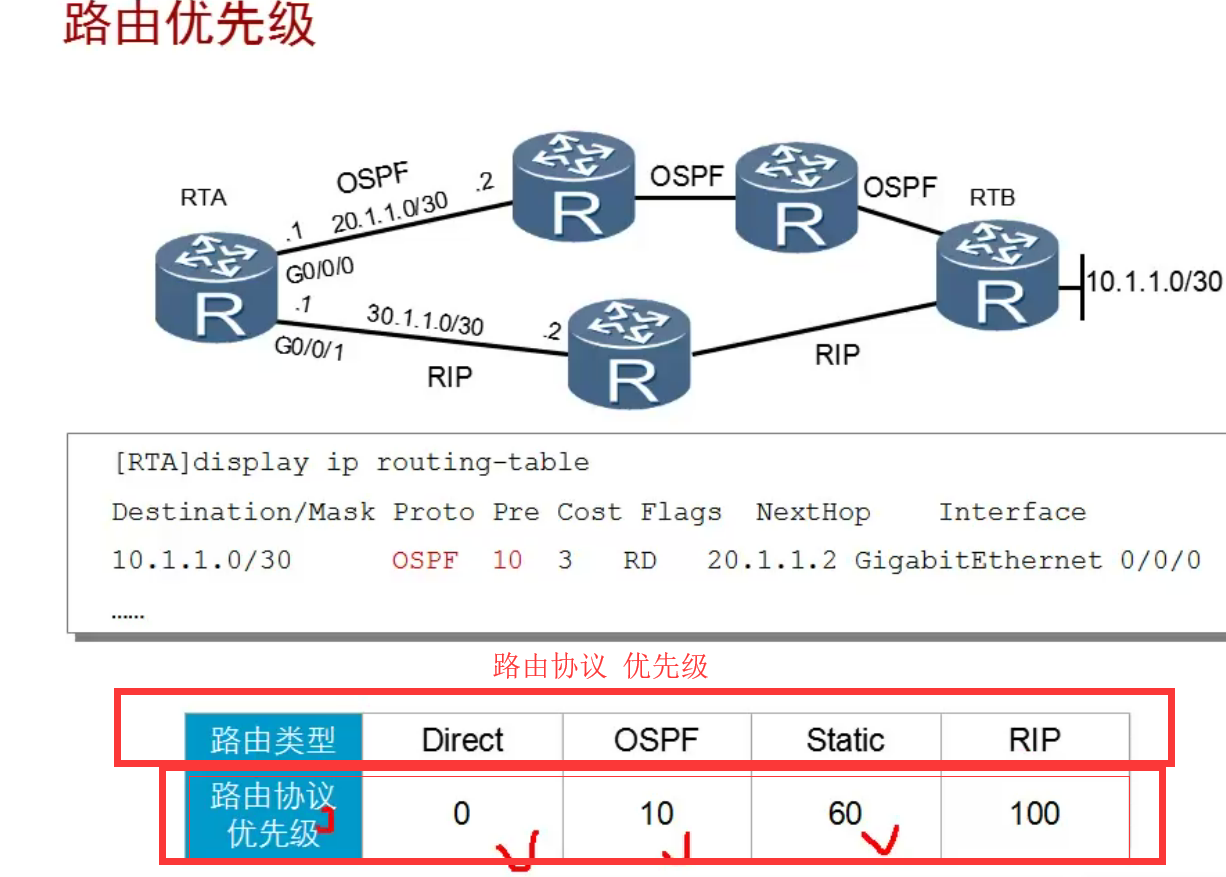 路由优先级
RTA
OSPF
.1 20.1.1.0/30 .2
G0/0/0
R
OSPF
R
OSPF
RTB
R
R
10.1.1.0/30
.1 30.1.1.0/30 .2
G0/0/1
RIP
R
RIP
[RTA]display ip routing-table
Destination/Mask Proto Pre Cost Flags NextHop Interface
10.1.1.0/30 OSPF 10 3 RD 20.1.1.2 GigabitEthernet 0/0/0
……
路由协议 优先级
路由类型 Direct OSPF Static RIP
路由协议
优先级 0 10 60 100